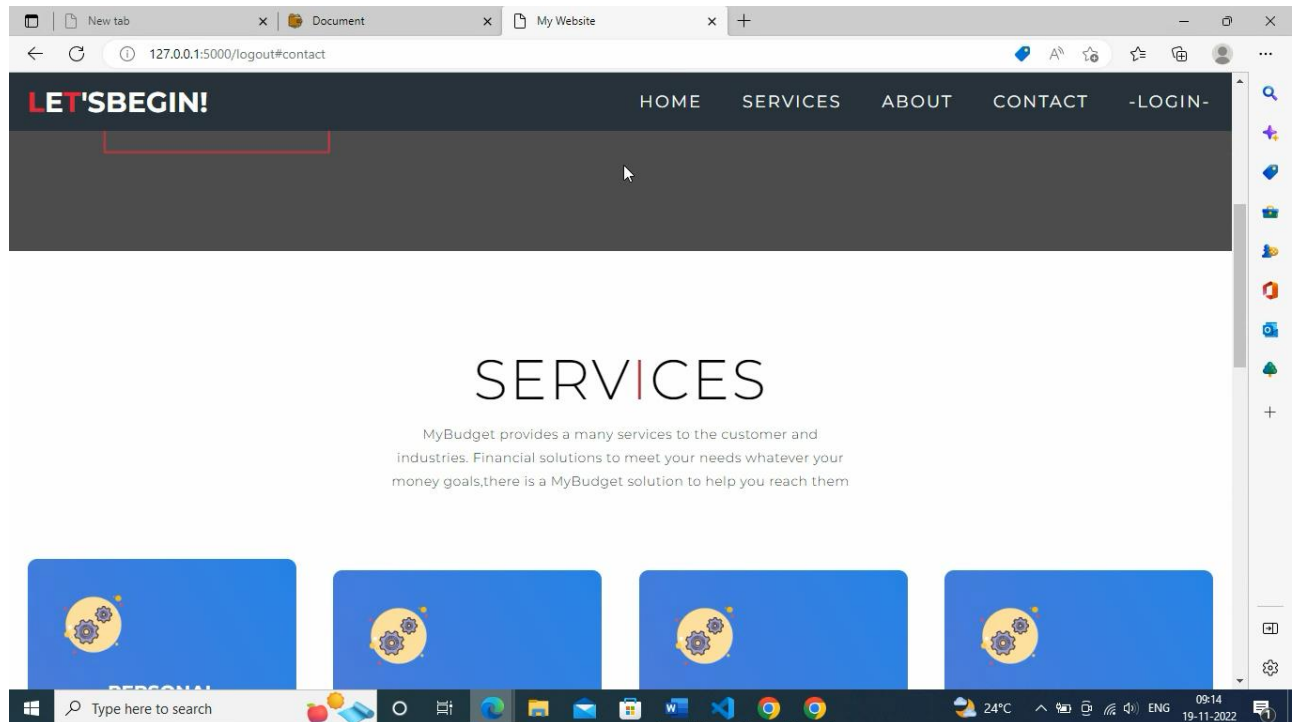 New tab
Document
My Website
127.0.0.1:5000/logout#contact
LET'SBEGIN!
HOME SERVICES ABOUT CONTACT -LOGIN-
SERVICES
MyBudget provides a many services to the customer and
industries. Financial solutions to meet your needs whatever your
money goals,there is a MyBudget solution to help you reach them
PERSONAL
Type here to search
24°C
ENG
09:14
19-11-2022